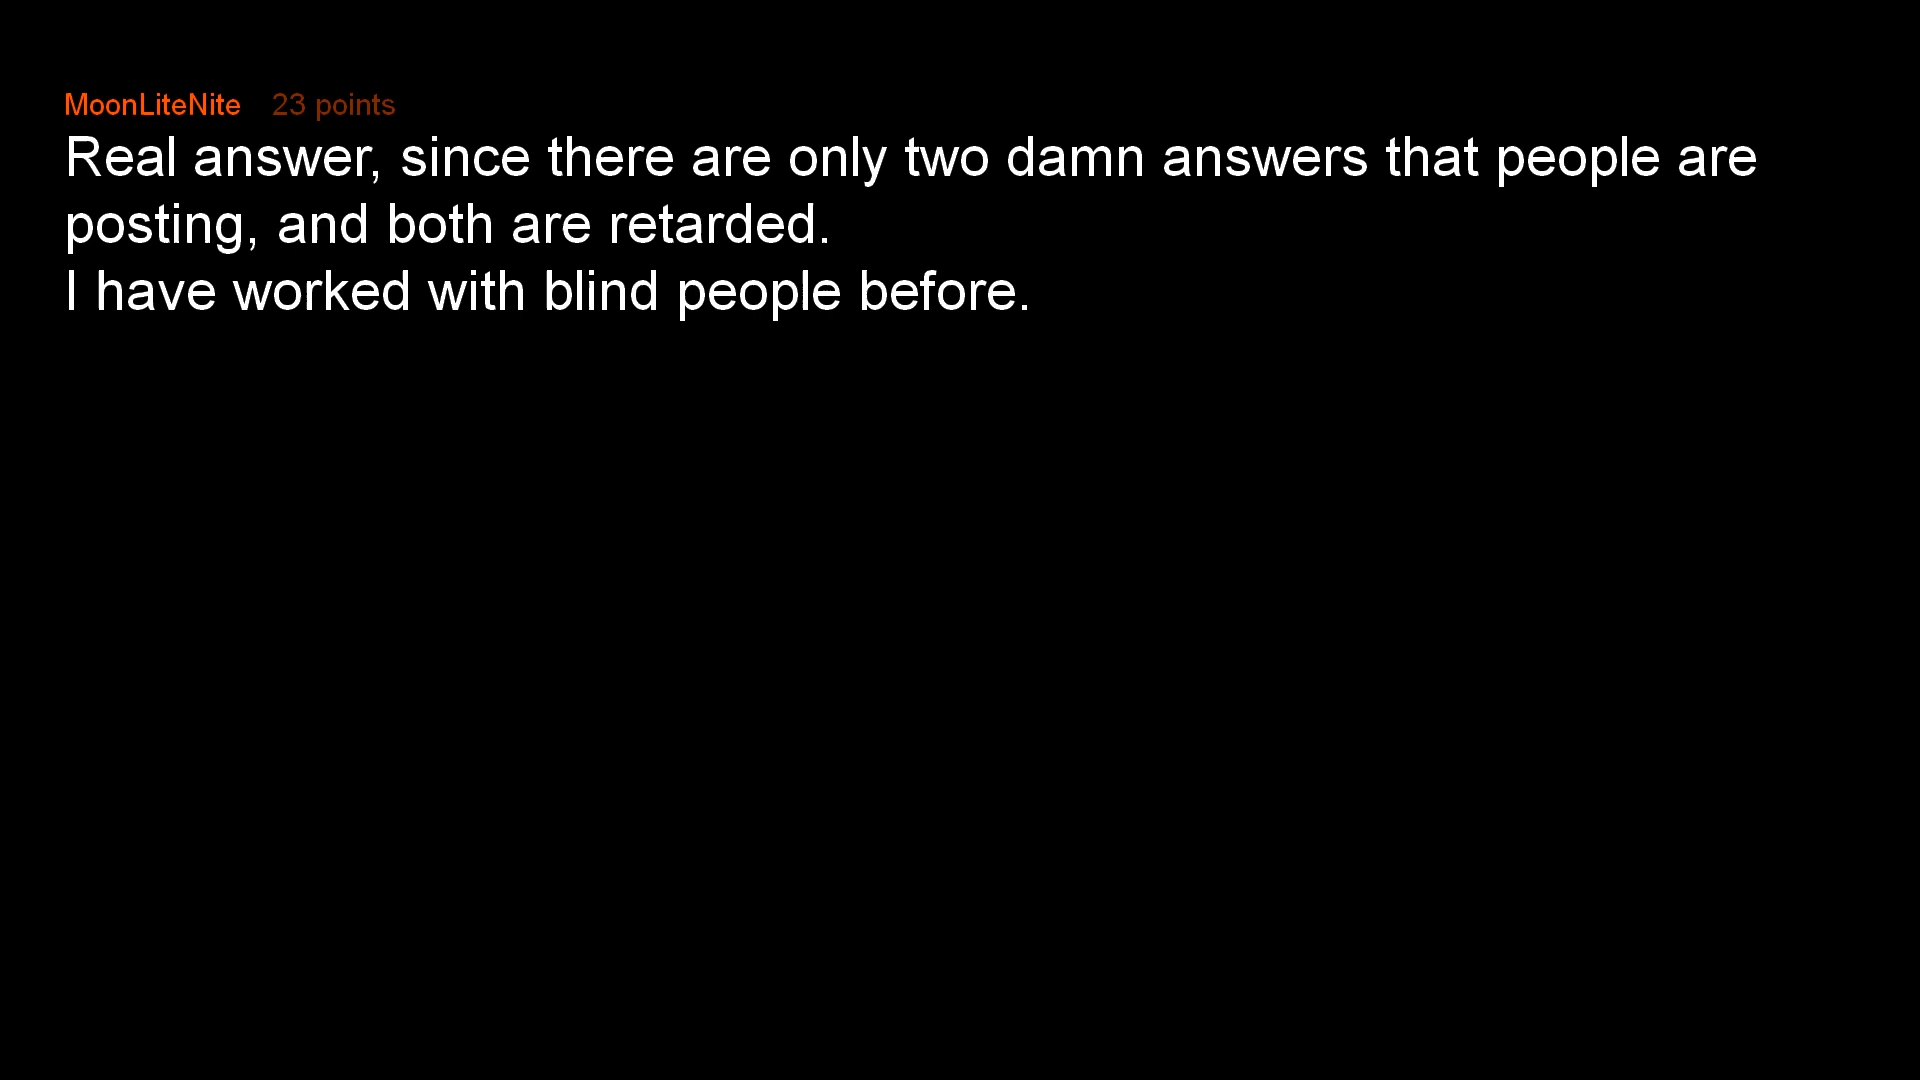 MoonLiteNite 23 points
Real answer, since there are only two damn answers that people are
posting, and both are retarded.
I have worked with blind people before.